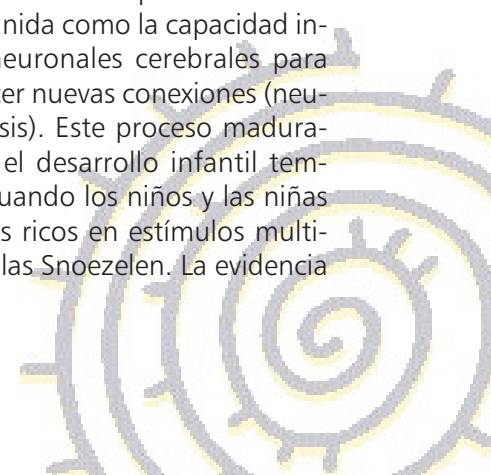 nida como la capacidad in-
euronales cerebrales para
er nuevas conexiones (neu-
sis). Este proceso madura-
el desarrollo infantil tem-
uando los niños y las niñas
s ricos en estímulos multi-
las Snoezelen. La evidencia